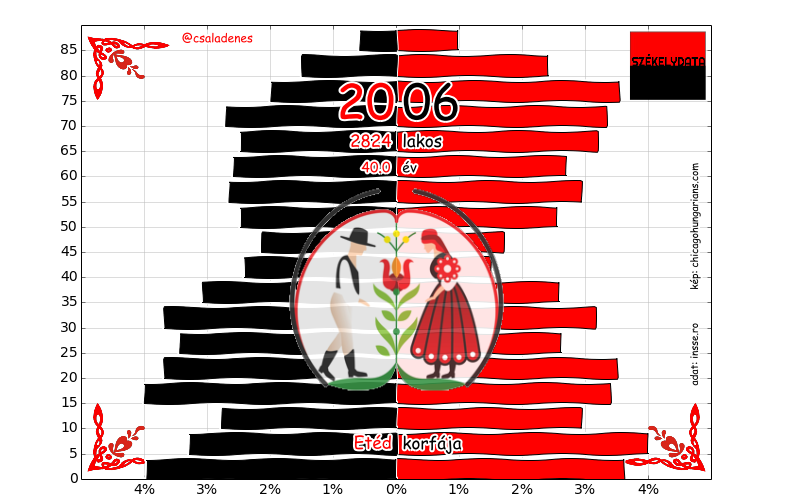 @csaladenes
SZÉKELYDATA
2006
2824 lakos
40.0 év
kép: chicagohungarians.com
adat: insse.ro
Etéd korfája
85
80
75
70
65
60
55
50
45
40
35
30
25
20
15
10
5
0
4% 3% 2% 1% 0% 1% 2% 3% 4%